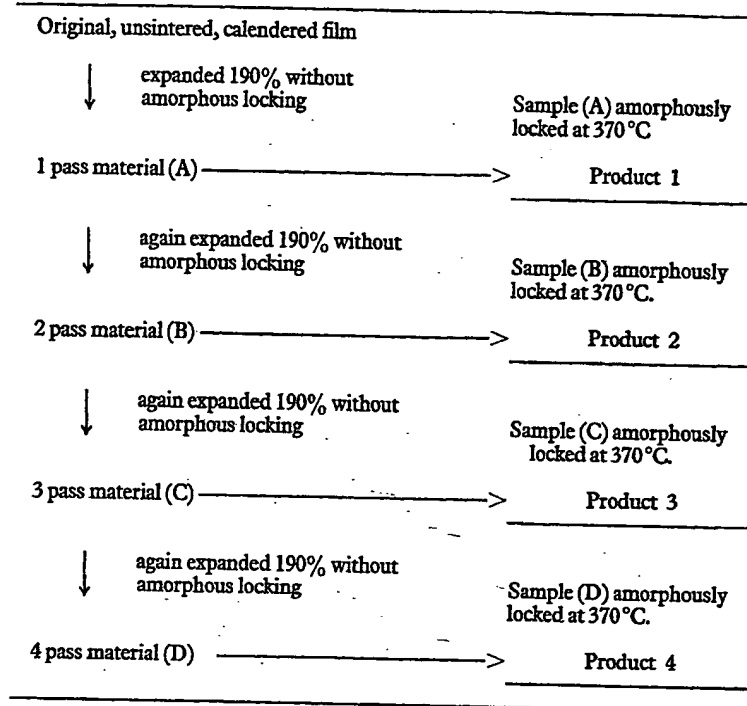 Original, unsintered, calendered film
expanded 190% without
amorphous locking
Sample (A) amorphously
locked at 370°C
1 pass material (A)
Product 1
again expanded 190% without
amorphous locking
Sample (B) amorphously
locked at 370°C.
2 pass material (B)
Product 2
again expanded 190% without
amorphous locking
Sample (C) amorphously
locked at 370°C.
3 pass material (C)
Product 3
again expanded 190% without
amorphous locking
Sample (D) amorphously
locked at 370°C.
4 pass material (D)
Product 4